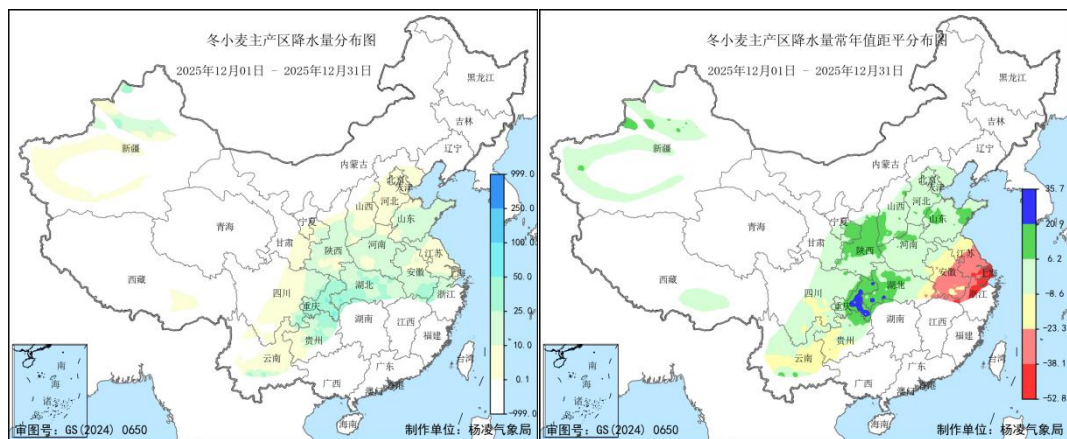 冬小麦主产区降水量分布图
2025年12月01日 - 2025年12月31日
黑龙江
吉林
辽宁
内蒙古
新疆
北京
天津
河北
山西
山东
宁夏
青海
甘肃
陕西
河南
江苏
安徽
上海
西藏
四川
重庆
湖北
浙江
湖南
江西
贵州
福建
云南
广西
广东
台湾
香港
澳门
海南
南
海
诸
999.0
250.0
100.0
50.0
25.0
10.0
0.1
-999.0
审图号: GS(2024) 0650
制作单位: 杨凌气象局
冬小麦主产区降水量常年值距平分布图
2025年12月01日 - 2025年12月31日
黑龙江
吉林
辽宁
内蒙古
新疆
北京
天津
河北
山西
山东
宁夏
青海
甘肃
陕西
河南
江苏
安徽
上海
西藏
四川
重庆
湖北
浙江
湖南
江西
贵州
福建
云南
广西
广东
台湾
香港
澳门
海南
南
海
诸
35.7
20.9
6.2
-8.6
-23.3
-38.1
-52.8
审图号: GS(2024) 0650
制作单位: 杨凌气象局